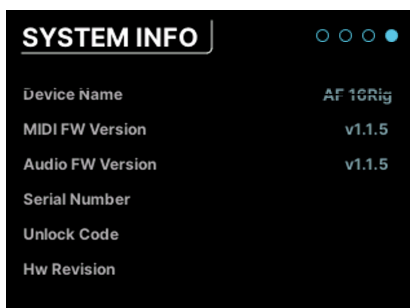 SYSTEM INFO
Device Name AF 16Rig
MIDI FW Version v1.1.5
Audio FW Version v1.1.5
Serial Number
Unlock Code
Hw Revision